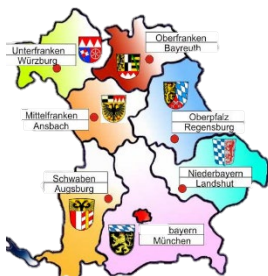 Oberfranken
Bayreuth
Unterfranken
Würzburg
Mittelfranken
Ansbach
Oberpfalz
Regensburg
Niederbayern
Landshut
Schwaben
Augsburg
bayern
München